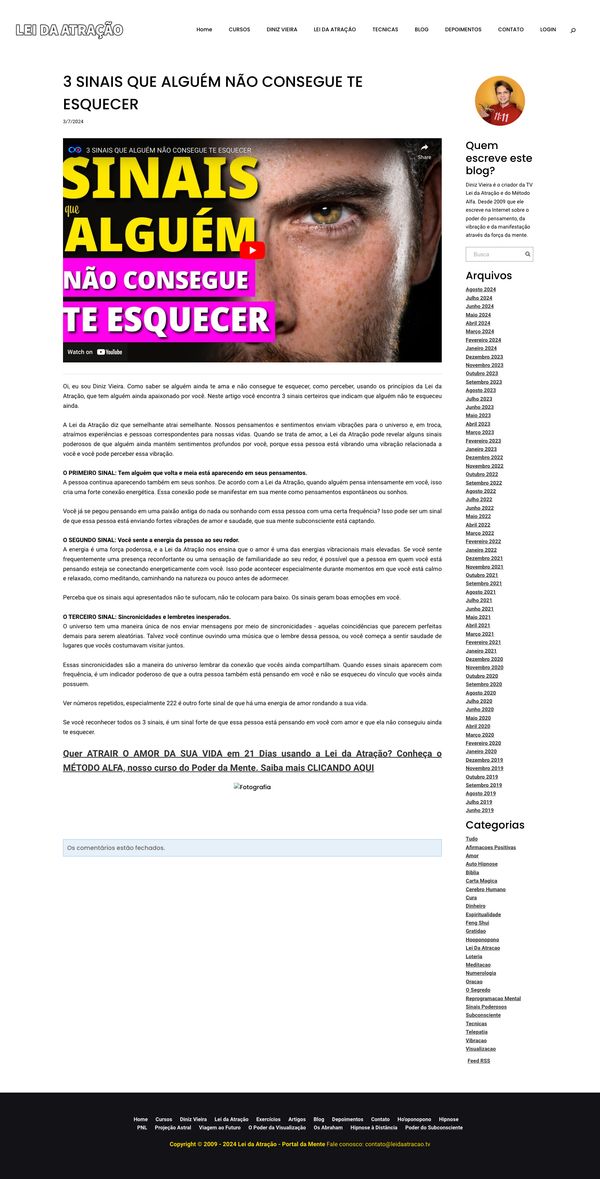 LEI DA ATRAÇÃO
Home CURSOS DINIZ VIEIRA LEI DA ATRAÇÃO TECNICAS BLOG DEPOIMENTOS CONTATO LOGIN
3 SINAIS QUE ALGUÉM NÃO CONSEGUE TE
ESQUECER
3/7/2024
3 SINAIS QUE ALGUÉM NÃO CONSEGUE TE ESQUECER
Share
SINAIS
que
ALGUÉM
NÃO CONSEGUE
TE ESQUECER
Watch on YouTube
Oi, eu sou Diniz Vieira. Como saber se alguém ainda te ama e não consegue te esquecer, como perceber, usando os princípios da Lei da
Atração, que tem alguém ainda apaixonado por você. Neste artigo você encontra 3 sinais certeiros que indicam que alguém não te esqueceu
ainda.
A Lei da Atração diz que semelhante atrai semelhante. Nossos pensamentos e sentimentos enviam vibrações para o universo e, em troca,
atraímos experiências e pessoas correspondentes para nossas vidas. Quando se trata de amor, a Lei da Atração pode revelar alguns sinais
poderosos de que alguém ainda mantém sentimentos profundos por você, porque essa pessoa está vibrando uma vibração relacionada a
você e você pode perceber essa vibração.
O PRIMEIRO SINAL: Tem alguém que volta e meia está aparecendo em seus pensamentos.
A pessoa continua aparecendo também em seus sonhos. De acordo com a Lei da Atração, quando alguém pensa intensamente em você, isso
cria uma forte conexão energética. Essa conexão pode se manifestar em sua mente como pensamentos espontâneos ou sonhos.
Você já se pegou pensando em uma paixão antiga do nada ou sonhando com essa pessoa com uma certa frequência? Isso pode ser um sinal
de que essa pessoa está enviando fortes vibrações de amor e saudade, que sua mente subconsciente está captando.
O SEGUNDO SINAL: Você sente a energia da pessoa ao seu redor.
A energia é uma força poderosa, e a Lei da Atração nos ensina que o amor é uma das energias vibracionais mais elevadas. Se você sente
frequentemente uma presença reconfortante ou uma sensação de familiaridade ao seu redor, é possível que a pessoa em quem você está
pensando esteja se conectando energeticamente com você. Isso pode acontecer especialmente durante momentos em que você está calmo
e relaxado, como meditando, caminhando na natureza ou pouco antes de adormecer.
Perceba que os sinais aqui apresentados não te sufocam, não te colocam para baixo. Os sinais geram boas emoções em você.
O TERCEIRO SINAL: Sincronicidades e lembretes inesperados.
O universo tem uma maneira única de nos enviar mensagens por meio de sincronicidades - aquelas coincidências que parecem perfeitas
demais para serem aleatórias. Talvez você continue ouvindo uma música que o lembre dessa pessoa, ou você começa a sentir saudade de
lugares que vocês costumavam visitar juntos.
Essas sincronicidades são a maneira do universo lembrar da conexão que vocês ainda compartilham. Quando esses sinais aparecem com
frequência, é um indicador poderoso de que a outra pessoa também está pensando em você e não se esqueceu do vínculo que vocês ainda
possuem.
Ver números repetidos, especialmente 222 é outro forte sinal de que há uma energia de amor rondando a sua vida.
Se você reconhecer todos os 3 sinais, é um sinal forte de que essa pessoa está pensando em você com amor e que ela não conseguiu ainda
te esquecer.
Quer ATRAIR O AMOR DA SUA VIDA em 21 Dias usando a Lei da Atração? Conheça o
MÉTODO ALFA, nosso curso do Poder da Mente. Saiba mais CLICANDO AQUI
Fotografia
Os comentários estão fechados.
11:11
Quem
escreve este
blog?
Diniz Vieira é o criador da TV
Lei da Atração e do Método
Alfa. Desde 2009 que ele
escreve na Internet sobre o
poder do pensamento, da
vibração e da manifestação
através da força da mente.
Busca
Arquivos
Agosto 2024
Julho 2024
Junho 2024
Maio 2024
Abril 2024
Março 2024
Fevereiro 2024
Janeiro 2024
Dezembro 2023
Novembro 2023
Outubro 2023
Setembro 2023
Agosto 2023
Julho 2023
Junho 2023
Maio 2023
Abril 2023
Março 2023
Fevereiro 2023
Janeiro 2023
Dezembro 2022
Novembro 2022
Outubro 2022
Setembro 2022
Agosto 2022
Julho 2022
Junho 2022
Maio 2022
Abril 2022
Março 2022
Fevereiro 2022
Janeiro 2022
Dezembro 2021
Novembro 2021
Outubro 2021
Setembro 2021
Agosto 2021
Julho 2021
Junho 2021
Maio 2021
Abril 2021
Março 2021
Fevereiro 2021
Janeiro 2021
Dezembro 2020
Novembro 2020
Outubro 2020
Setembro 2020
Agosto 2020
Julho 2020
Junho 2020
Maio 2020
Abril 2020
Março 2020
Fevereiro 2020
Janeiro 2020
Dezembro 2019
Novembro 2019
Outubro 2019
Setembro 2019
Agosto 2019
Julho 2019
Junho 2019
Categorias
Tudo
Afirmacoes Positivas
Amor
Auto Hipnose
Bíblia
Carta Magica
Cerebro Humano
Cura
Dinheiro
Espiritualidade
Feng Shui
Gratidao
Hooponopono
Lei Da Atracao
Loteria
Meditacao
Numerologia
Oracao
O Segredo
Reprogramacao Mental
Sinais Poderosos
Subconsciente
Tecnicas
Telepatia
Vibracao
Visualizacao
Feed RSS
Home Cursos Diniz Vieira Lei da Atração Exercícios Artigos Blog Depoimentos Contato Ho'oponopono Hipnose
PNL Projeção Astral Viagem ao Futuro O Poder da Visualização Os Abraham Hipnose à Distância Poder do Subconsciente
Copyright © 2009 - 2024 Lei da Atração - Portal da Mente Fale conosco: contato@leidaatracao.tv